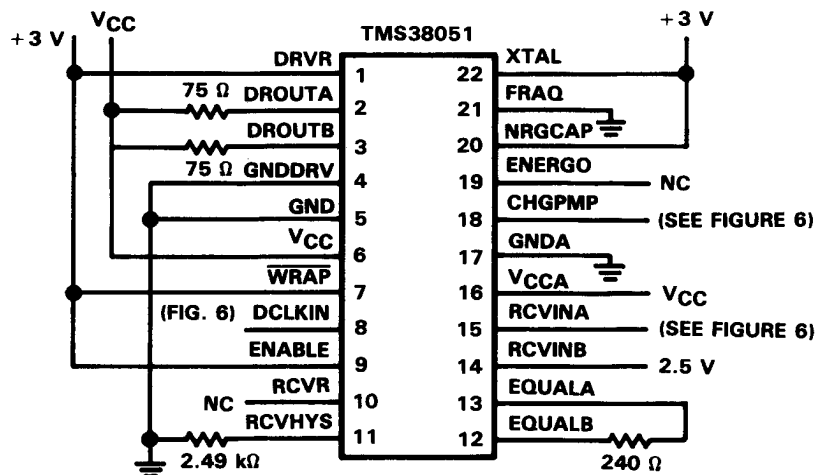 VCC
+3 V
TMS38051
+3 V
DRVR 1
22 XTAL
75 Ω DROUTA 2
21 FRAQ
DROUTB 3
20 NRGCAP
75 Ω GNDDRV 4
19 ENERGO NC
GND 5
18 CHGPMP (SEE FIGURE 6)
VCC 6
17 GNDA
WRAP 7
16 VCCA VCC
(FIG. 6) DCLKIN 8
15 RCVINA (SEE FIGURE 6)
ENABLE 9
14 RCVINB 2.5 V
NC RCVR 10
13 EQUALA
RCVHYS 11
12 EQUALB
2.49 kΩ
240 Ω